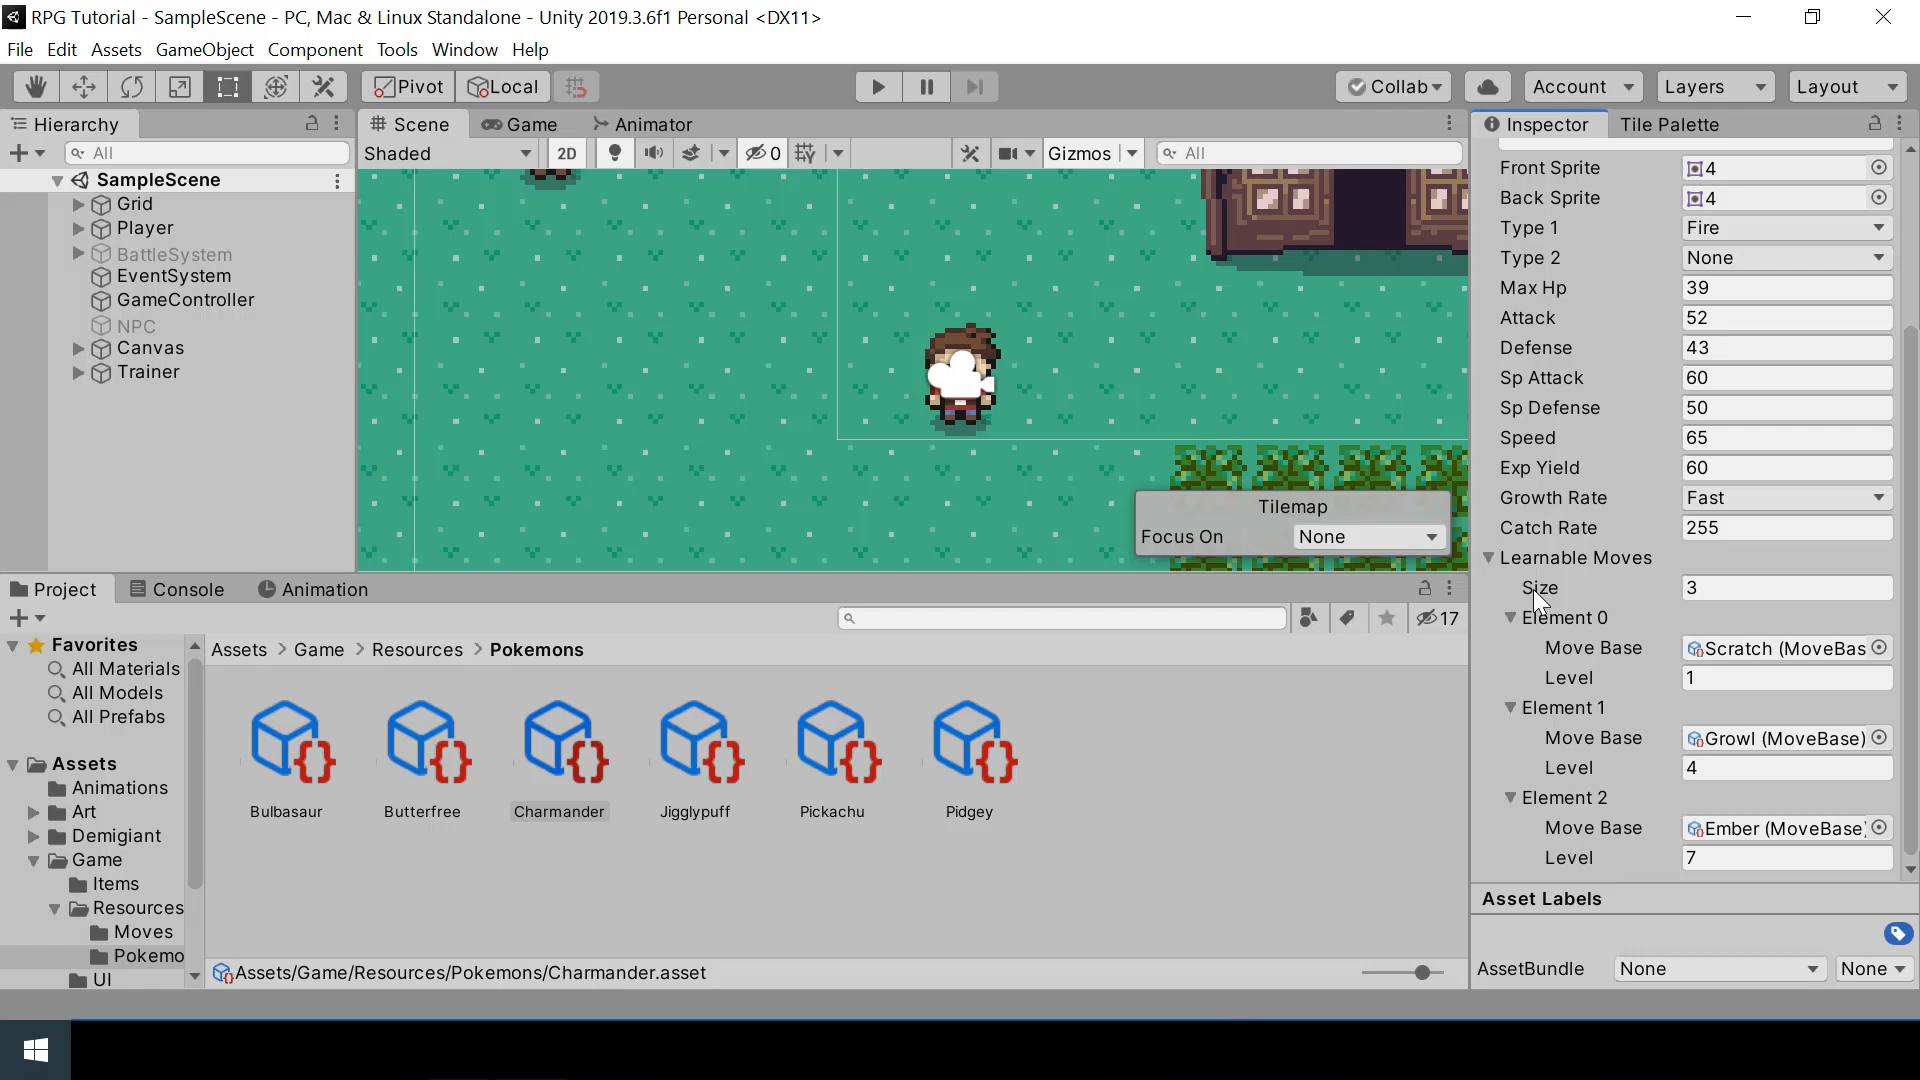 RPG Tutorial - SampleScene - PC, Mac & Linux Standalone - Unity 2019.3.6f1 Personal <DX11>
File Edit Assets GameObject Component Tools Window Help
Pivot Local Collab Account Layers Layout
Hierarchy
All
SampleScene
Grid
Player
BattleSystem
EventSystem
GameController
NPC
Canvas
Trainer
Scene Game Animator
Shaded 2D 0 Gizmos All
Tilemap
Focus On None
Inspector Tile Palette
Front Sprite 4
Back Sprite 4
Type 1 Fire
Type 2 None
Max Hp 39
Attack 52
Defense 43
Sp Attack 60
Sp Defense 50
Speed 65
Exp Yield 60
Growth Rate Fast
Catch Rate 255
Learnable Moves
Size 3
Element 0
Move Base Scratch (MoveBas
Level 1
Element 1
Move Base Growl (MoveBase)
Level 4
Element 2
Move Base Ember (MoveBase
Level 7
Asset Labels
AssetBundle None None
Project Console Animation
17
Favorites
All Materials
All Models
All Prefabs
Assets
Animations
Art
Demigiant
Game
Items
Resources
Moves
Pokemo
UI
Assets > Game > Resources > Pokemons
Bulbasaur Butterfree Charmander Jigglypuff Pickachu Pidgey
Assets/Game/Resources/Pokemons/Charmander.asset